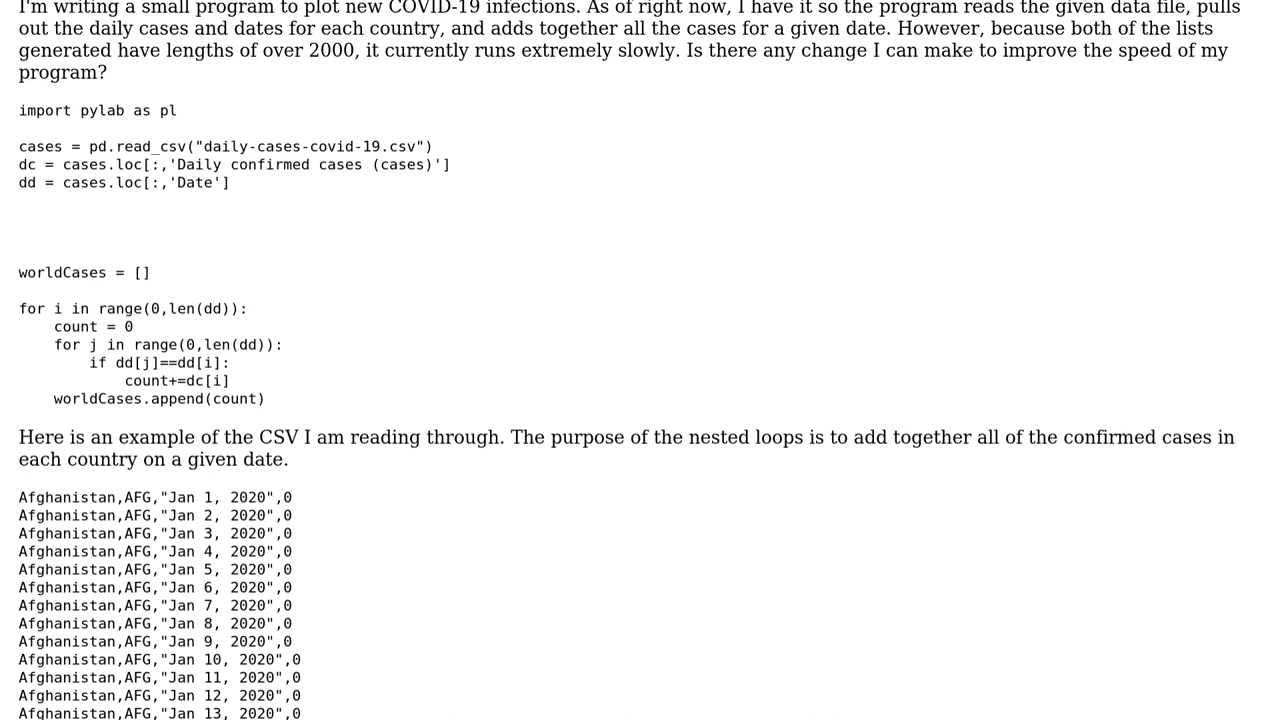 I'm writing a small program to plot new COVID-19 infections. As of right now, I have it so the program reads the given data file, pulls
out the daily cases and dates for each country, and adds together all the cases for a given date. However, because both of the lists
generated have lengths of over 2000, it currently runs extremely slowly. Is there any change I can make to improve the speed of my
program?
import pylab as pl
cases = pd.read_csv("daily-cases-covid-19.csv")
dc = cases.loc[:,'Daily confirmed cases (cases)']
dd = cases.loc[:,'Date']
worldCases = []
for i in range(0,len(dd)):
    count = 0
    for j in range(0,len(dd)):
        if dd[j]==dd[i]:
            count+=dc[i]
    worldCases.append(count)
Here is an example of the CSV I am reading through. The purpose of the nested loops is to add together all of the confirmed cases in
each country on a given date.
Afghanistan,AFG,"Jan 1, 2020",0
Afghanistan,AFG,"Jan 2, 2020",0
Afghanistan,AFG,"Jan 3, 2020",0
Afghanistan,AFG,"Jan 4, 2020",0
Afghanistan,AFG,"Jan 5, 2020",0
Afghanistan,AFG,"Jan 6, 2020",0
Afghanistan,AFG,"Jan 7, 2020",0
Afghanistan,AFG,"Jan 8, 2020",0
Afghanistan,AFG,"Jan 9, 2020",0
Afghanistan,AFG,"Jan 10, 2020",0
Afghanistan,AFG,"Jan 11, 2020",0
Afghanistan,AFG,"Jan 12, 2020",0
Afghanistan,AFG,"Jan 13, 2020",0